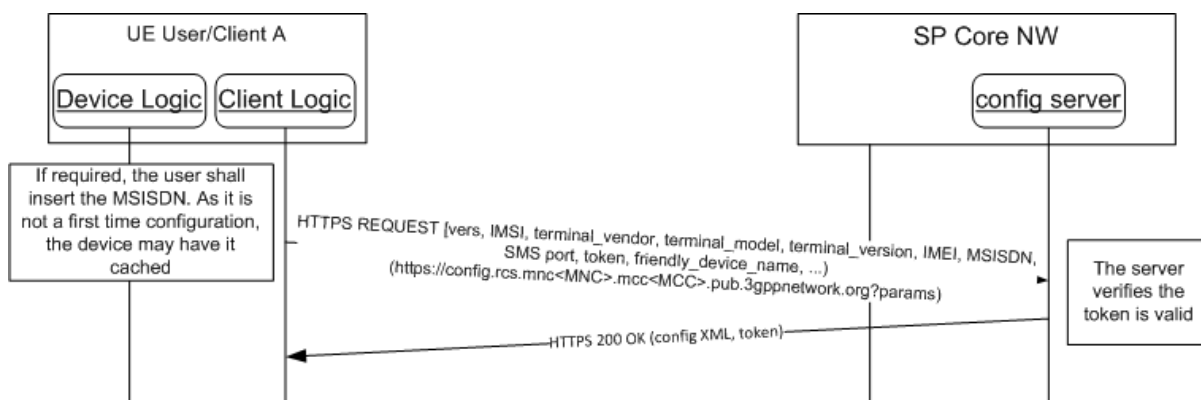 UE User/Client A
SP Core NW
Device Logic
Client Logic
config server
If required, the user shall
insert the MSISDN. As it is
not a first time configuration,
the device may have it
cached
HTTPS REQUEST [vers, IMSI, terminal_vendor, terminal_model, terminal_version, IMEI, MSISDN,
SMS port, token, friendly_device_name, ...)
(https://config.rcs.mnc<MNC>.mcc<MCC>.pub.3gppnetwork.org?params)
The server
verifies the
token is valid
HTTPS 200 OK (config XML, token)